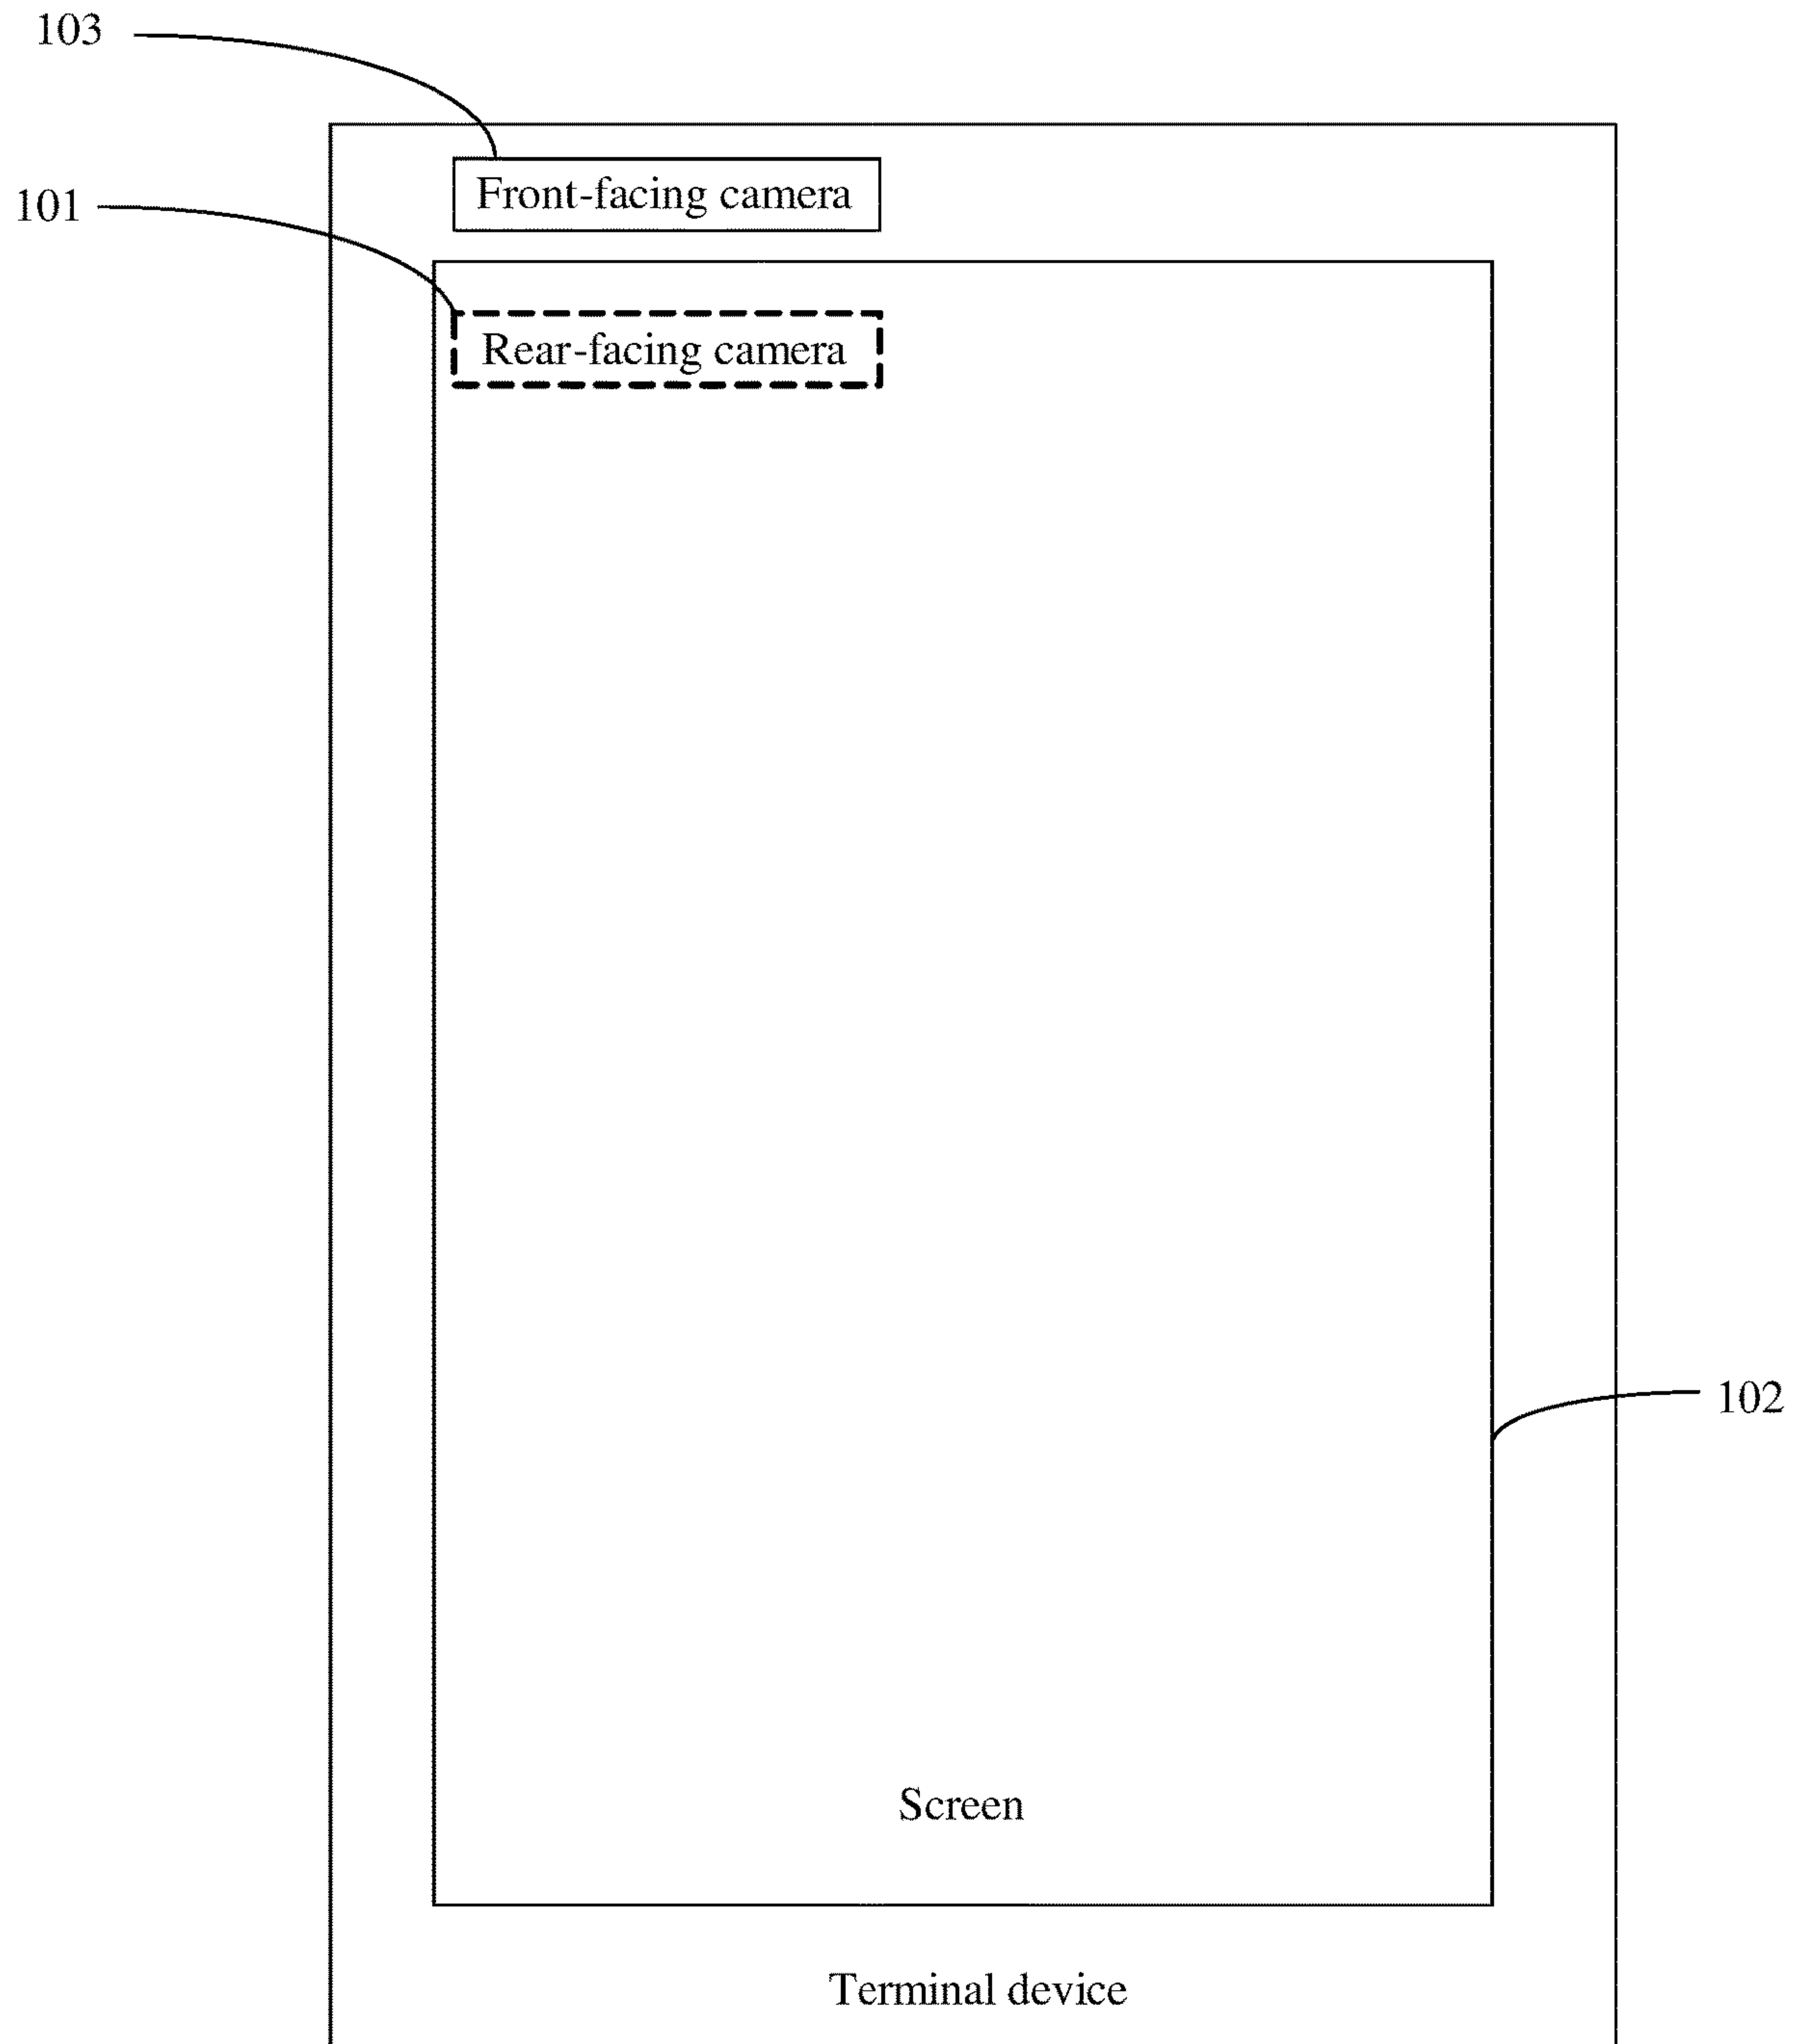 103
Front-facing camera
101
Rear-facing camera
102
Screen
Terminal device